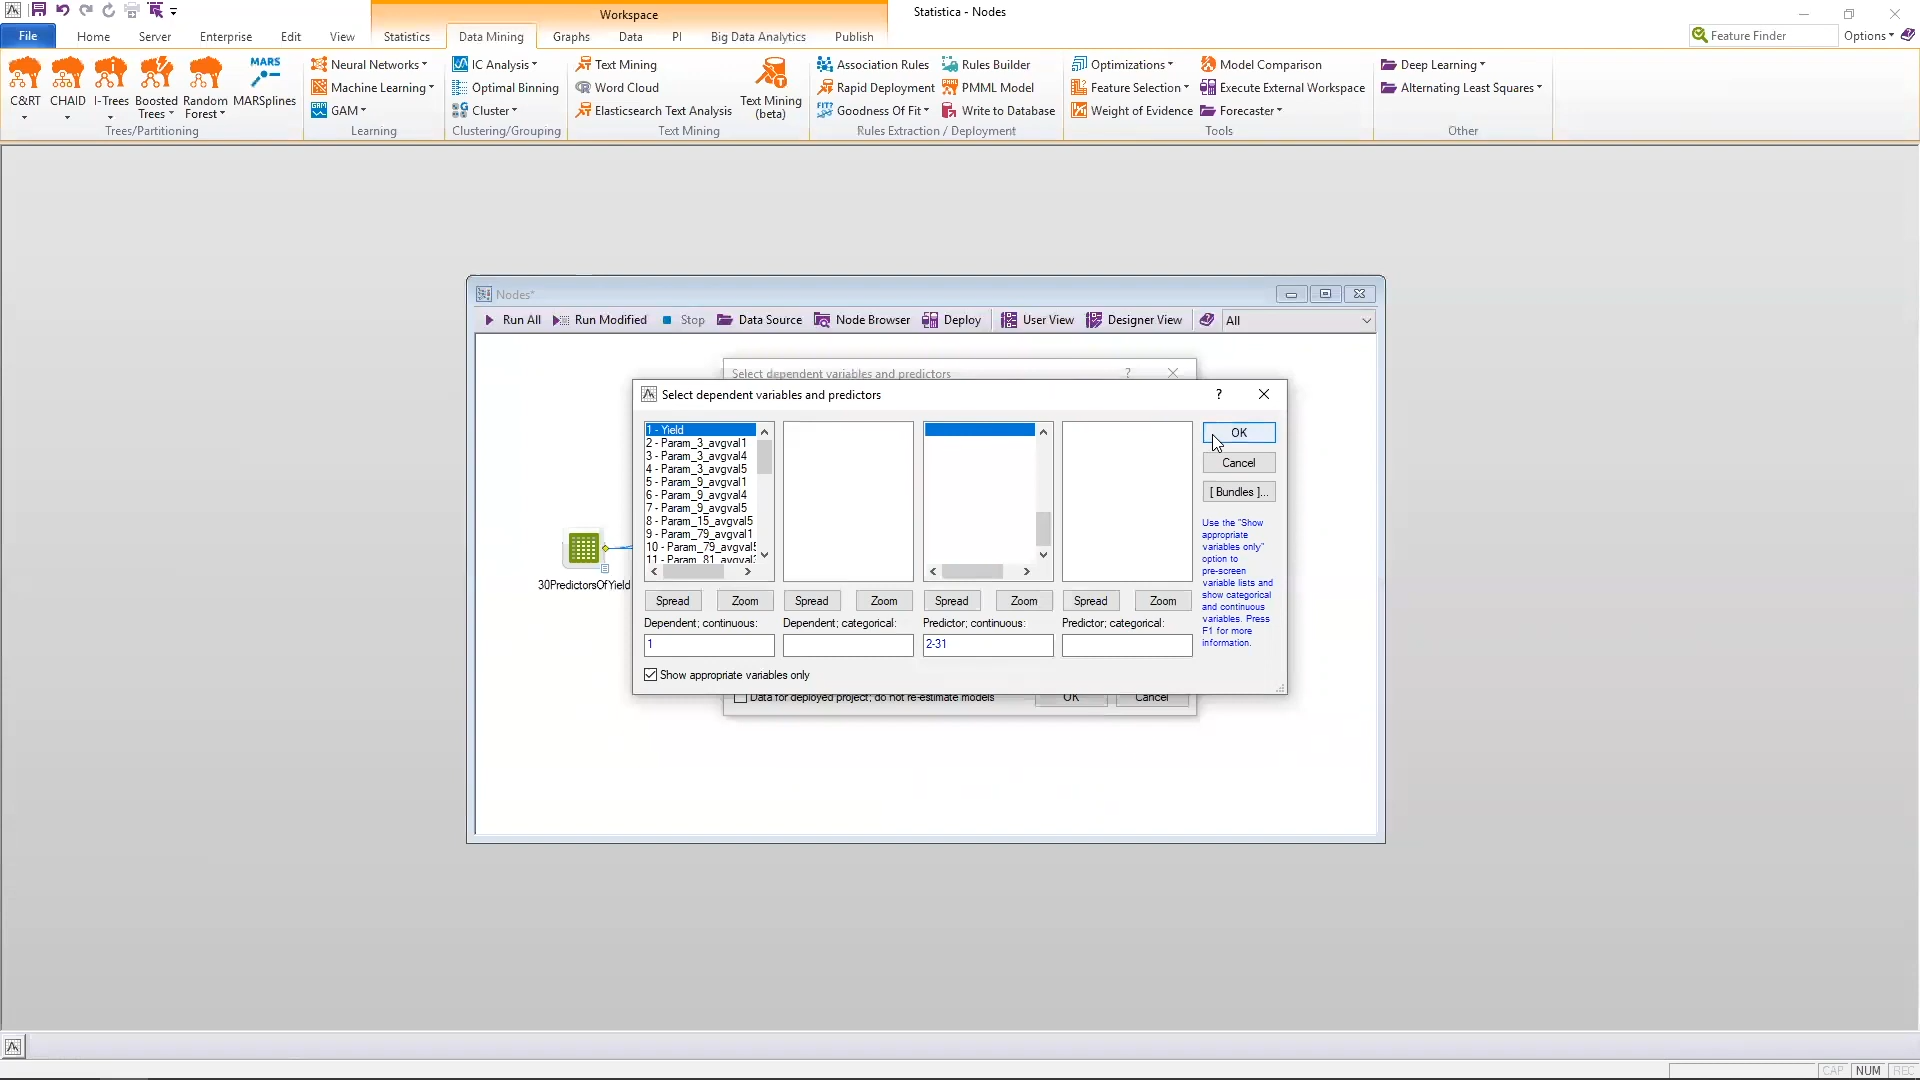 Workspace
Statistica - Nodes
File Home Server Enterprise Edit View Statistics Data Mining Graphs Data PI Big Data Analytics Publish Feature Finder Options
MARS
Neural Networks IC Analysis Text Mining Association Rules Rules Builder Optimizations Model Comparison Deep Learning
Machine Learning Optimal Binning Word Cloud Rapid Deployment PMML Model Feature Selection Execute External Workspace Alternating Least Squares
C&RT CHAID I-Trees Boosted Trees Random Forest MARSplines
GAM Cluster Elasticsearch Text Analysis Text Mining (beta) Goodness Of Fit Write to Database Weight of Evidence Forecaster
Trees/Partitioning Learning Clustering/Grouping Text Mining Rules Extraction / Deployment Tools Other
Nodes*
Run All Run Modified Stop Data Source Node Browser Deploy User View Designer View All
Select dependent variables and predictors ?
Select dependent variables and predictors ?
1 - Yield
2 - Param_3_avgval1
3 - Param_3_avgval4
4 - Param_3_avgval5
5 - Param_9_avgval1
6 - Param_9_avgval4
7 - Param_9_avgval5
8 - Param_15_avgval5
9 - Param_79_avgval1
10 - Param_79_avgval5
OK
Cancel
[ Bundles ]...
Use the "Show
appropriate
variables only"
option to
pre-screen
variable lists and
show categorical
and continuous
variables. Press
F1 for more
information.
30PredictorsOfYield
Spread Zoom Spread Zoom Spread Zoom Spread Zoom
Dependent; continuous: Dependent; categorical: Predictor; continuous: Predictor; categorical:
1 2-31
Show appropriate variables only
Data for deployed project; do not re-estimate models OK Cancel
CAP NUM REC